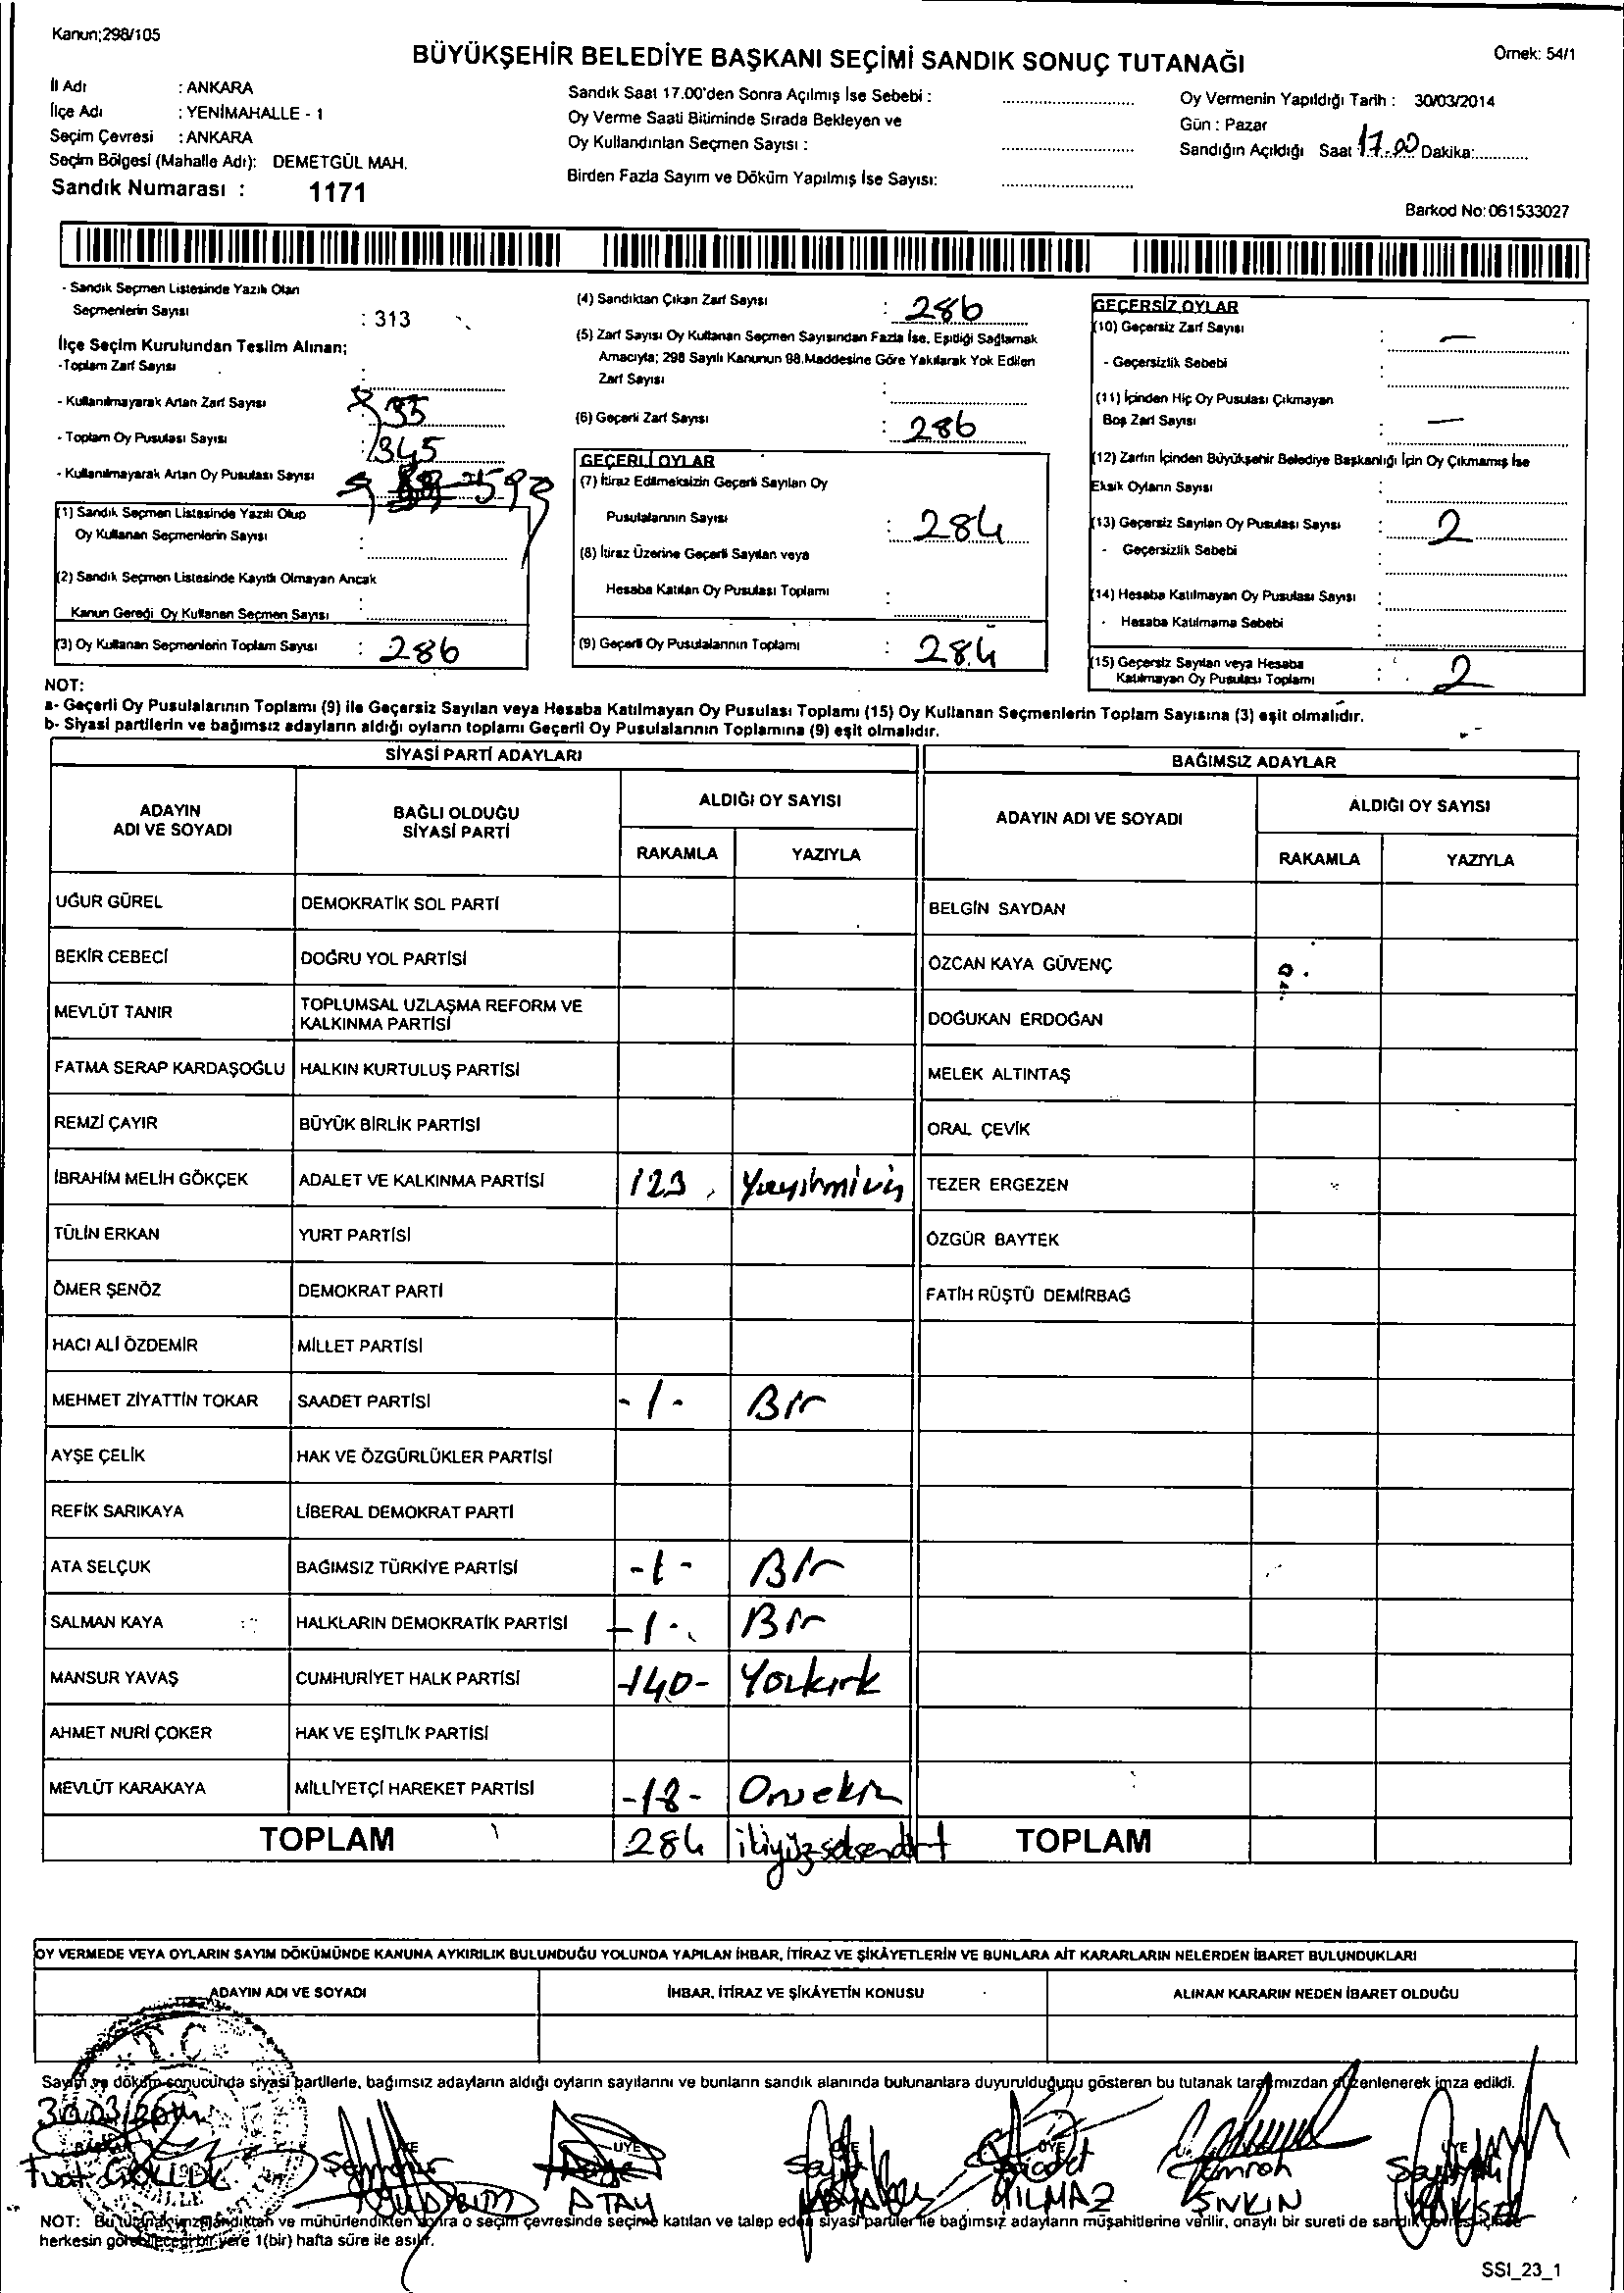 Kanun;298/105
BÜYÜKŞEHİR BELEDİYE BAŞKANI SEÇİMİ SANDIK SONUÇ TUTANAĞI
Örnek: 54/1
İl Adı : ANKARA
İlçe Adı : YENİMAHALLE - 1
Seçim Çevresi : ANKARA
Seçim Bölgesi (Mahalle Adı): DEMETGÜL MAH.
Sandık Numarası : 1171
Sandık Saat 17.00'den Sonra Açılmış İse Sebebi :
Oy Verme Saati Bitiminde Sırada Bekleyen ve
Oy Kullandırılan Seçmen Sayısı :
Birden Fazla Sayım ve Döküm Yapılmış İse Sayısı:
Oy Vermenin Yapıldığı Tarih : 30/03/2014
Gün : Pazar
Sandığın Açıldığı Saat 17.00 Dakika:
Barkod No: 061533027
- Sandık Seçmen Listesinde Yazılı Olan
Seçmenlerin Sayısı : 313
İlçe Seçim Kurulundan Teslim Alınan;
-Toplam Zarf Sayısı :
- Kullanılmayarak Artan Zarf Sayısı
- Toplam Oy Pusulası Sayısı : 345
- Kullanılmayarak Artan Oy Pusulası Sayısı
(1) Sandık Seçmen Listesinde Yazılı Olup
Oy Kullanan Seçmenlerin Sayısı :
(2) Sandık Seçmen Listesinde Kayıtlı Olmayan Ancak
Kanun Gereği Oy Kullanan Seçmen Sayısı :
(3) Oy Kullanan Seçmenlerin Toplam Sayısı : 286
(4) Sandıktan Çıkan Zarf Sayısı : 286
(5) Zarf Sayısı Oy Kullanan Seçmen Sayısından Fazla İse, Eşitliği Sağlamak
Amacıyla; 298 Sayılı Kanunun 98.Maddesine Göre Yakılarak Yok Edilen
Zarf Sayısı :
(6) Geçerli Zarf Sayısı : 286
GEÇERLİ OYLAR
(7) İtiraz Edilmeksizin Geçerli Sayılan Oy
Pusulalarının Sayısı : 284
(8) İtiraz Üzerine Geçerli Sayılan veya
Hesaba Katılan Oy Pusulası Toplamı :
(9) Geçerli Oy Pusulalarının Toplamı : 284
GEÇERSİZ OYLAR
(10) Geçersiz Zarf Sayısı : —
- Geçersizlik Sebebi :
(11) İçinden Hiç Oy Pusulası Çıkmayan
Boş Zarf Sayısı : —
(12) Zarfın İçinden Büyükşehir Belediye Başkanlığı İçin Oy Çıkmamış İse
Eksik Oyların Sayısı :
(13) Geçersiz Sayılan Oy Pusulası Sayısı : 2
- Geçersizlik Sebebi :
(14) Hesaba Katılmayan Oy Pusulası Sayısı :
- Hesaba Katılmama Sebebi :
(15) Geçersiz Sayılan veya Hesaba
Katılmayan Oy Pusulası Toplamı : 2
NOT:
a- Geçerli Oy Pusulalarının Toplamı (9) ile Geçersiz Sayılan veya Hesaba Katılmayan Oy Pusulası Toplamı (15) Oy Kullanan Seçmenlerin Toplam Sayısına (3) eşit olmalıdır.
b- Siyasi partilerin ve bağımsız adayların aldığı oyların toplamı Geçerli Oy Pusulalarının Toplamına (9) eşit olmalıdır.
SİYASİ PARTİ ADAYLARI
BAĞIMSIZ ADAYLAR
ADAYIN ADI VE SOYADI
BAĞLI OLDUĞU SİYASİ PARTİ
ALDIĞI OY SAYISI
RAKAMLA YAZIYLA
ADAYIN ADI VE SOYADI
ALDIĞI OY SAYISI
RAKAMLA YAZIYLA
UĞUR GÜREL DEMOKRATİK SOL PARTİ BELGİN SAYDAN
BEKİR CEBECİ DOĞRU YOL PARTİSİ ÖZCAN KAYA GÜVENÇ
MEVLÜT TANIR TOPLUMSAL UZLAŞMA REFORM VE KALKINMA PARTİSİ DOĞUKAN ERDOĞAN
FATMA SERAP KARDAŞOĞLU HALKIN KURTULUŞ PARTİSİ MELEK ALTINTAŞ
REMZİ ÇAYIR BÜYÜK BİRLİK PARTİSİ ORAL ÇEVİK
İBRAHİM MELİH GÖKÇEK ADALET VE KALKINMA PARTİSİ 123 TEZER ERGEZEN
TÜLİN ERKAN YURT PARTİSİ ÖZGÜR BAYTEK
ÖMER ŞENÖZ DEMOKRAT PARTİ FATİH RÜŞTÜ DEMİRBAĞ
HACI ALİ ÖZDEMİR MİLLET PARTİSİ
MEHMET ZİYATTİN TOKAR SAADET PARTİSİ -1- Bir
AYŞE ÇELİK HAK VE ÖZGÜRLÜKLER PARTİSİ
REFİK SARIKAYA LİBERAL DEMOKRAT PARTİ
ATA SELÇUK BAĞIMSIZ TÜRKİYE PARTİSİ -1- Bir
SALMAN KAYA HALKLARIN DEMOKRATİK PARTİSİ -1- Bir
MANSUR YAVAŞ CUMHURİYET HALK PARTİSİ -140- Yüzkırk
AHMET NURİ ÇOKER HAK VE EŞİTLİK PARTİSİ
MEVLÜT KARAKAYA MİLLİYETÇİ HAREKET PARTİSİ -18- Onsekiz
TOPLAM 284 ikiyüzseksendört TOPLAM
OY VERMEDE VEYA OYLARIN SAYIM DÖKÜMÜNDE KANUNA AYKIRILIK BULUNDUĞU YOLUNDA YAPILAN İHBAR, İTİRAZ VE ŞİKÂYETLERİN VE BUNLARA AİT KARARLARIN NELERDEN İBARET BULUNDUKLARI
ADAYIN ADI VE SOYADI İHBAR, İTİRAZ VE ŞİKÂYETİN KONUSU ALINAN KARARIN NEDEN İBARET OLDUĞU
T.C.
Sayım ve döküm sonucunda siyasi partilerle, bağımsız adayların aldığı oyların sayılarını ve bunların sandık alanında bulunanlara duyurulduğunu gösteren bu tutanak tarafımızdan düzenlenerek imza edildi.
30.03.2014
BAŞKAN ÜYE ÜYE ÜYE ÜYE ÜYE
Fuat
ATAY YILMAZ
NOT: Bu tutanak imzalandıktan ve mühürlendikten sonra o seçim çevresinde seçime katılan ve talep eden siyasi partiler ile bağımsız adayların müşahitlerine verilir, onaylı bir sureti de sandık çevresi içinde
herkesin görebileceği bir yere 1(bir) hafta süre ile asılır.
SSI_23_1